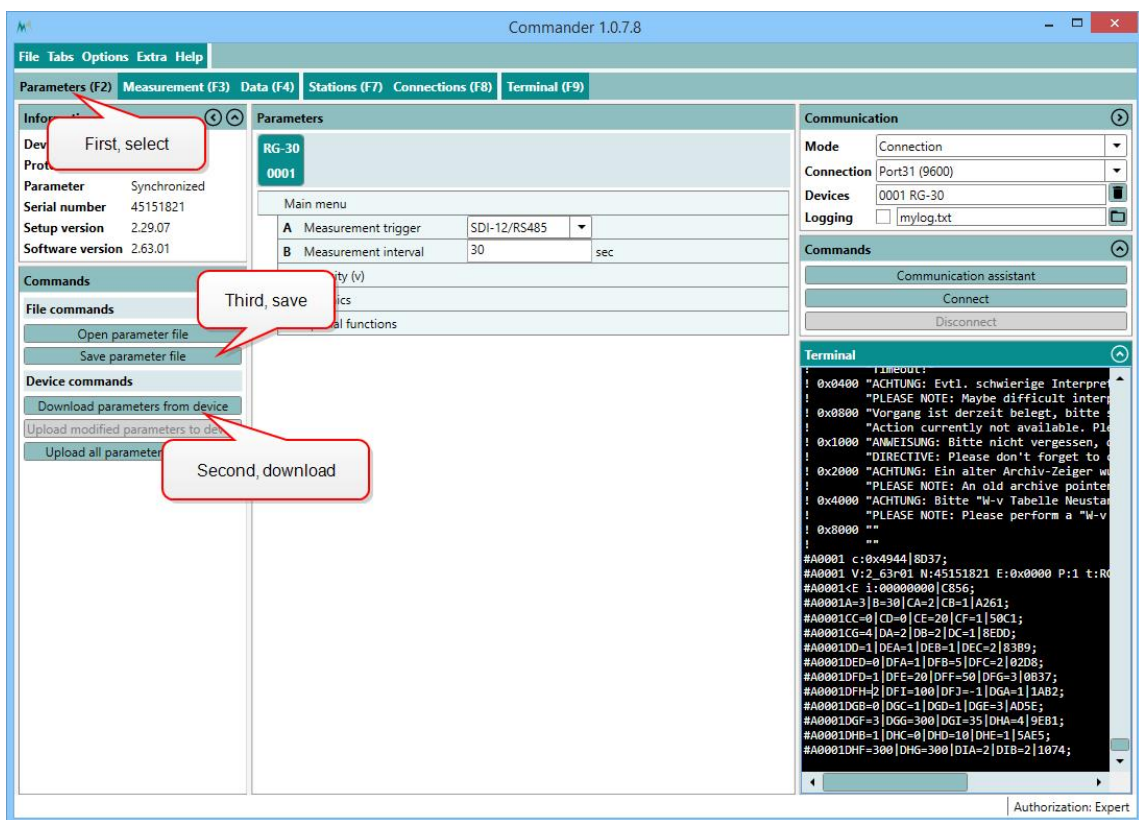 Commander 1.0.7.8
File Tabs Options Extra Help
Parameters (F2) Measurement (F3) Data (F4) Stations (F7) Connections (F8) Terminal (F9)
First, select
Parameter Synchronized
Serial number 45151821
Setup version 2.29.07
Software version 2.63.01
Commands
File commands
Open parameter file
Save parameter file
Device commands
Download parameters from device
Upload modified parameters to
Upload all parameter
Third, save
Second, download
Parameters
RG-30
0001
Main menu
A Measurement trigger SDI-12/RS485
B Measurement interval 30 sec
(v)
functions
Communication
Mode Connection
Connection Port31 (9600)
Devices 0001 RG-30
Logging mylog.txt
Commands
Communication assistant
Connect
Disconnect
Terminal
! Timeout!
! 0x0400 "ACHTUNG: Evtl. schwierige Interpret
! "PLEASE NOTE: Maybe difficult interp
! 0x0800 "Vorgang ist derzeit belegt, bitte s
! "Action currently not available. Ple
! 0x1000 "ANWEISUNG: Bitte nicht vergessen, d
! "DIRECTIVE: Please don't forget to d
! 0x2000 "ACHTUNG: Ein alter Archiv-Zeiger wu
! "PLEASE NOTE: An old archive pointer
! 0x4000 "ACHTUNG: Bitte "W-v Tabelle Neustar
! "PLEASE NOTE: Please perform a "W-v
! 0x8000 ""
! ""
#A0001 c:0x4944|8D37;
#A0001 V:2_63r01 N:45151821 E:0x0000 P:1 t:RG
#A0001<E i:00000000|C856;
#A0001A=3|B=30|CA=2|CB=1|A261;
#A0001CC=0|CD=0|CE=20|CF=1|50C1;
#A0001CG=4|DA=2|DB=2|DC=1|8EDD;
#A0001DD=1|DEA=1|DEB=1|DEC=2|83B9;
#A0001DED=0|DFA=1|DFB=5|DFC=2|02D8;
#A0001DFD=1|DFE=20|DFF=50|DFG=3|0B37;
#A0001DFH=2|DFI=100|DFJ=-1|DGA=1|1AB2;
#A0001DGB=0|DGC=1|DGD=1|DGE=3|AD5E;
#A0001DGF=3|DGG=300|DGI=35|DHA=4|9EB1;
#A0001DHB=1|DHC=0|DHD=10|DHE=1|5AE5;
#A0001DHF=300|DHG=300|DIA=2|DIB=2|1074;
Authorization: Expert